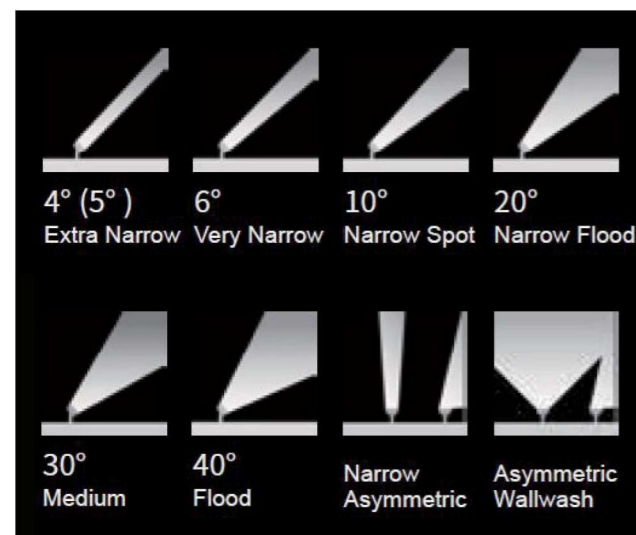 4° (5° )
Extra Narrow
6°
Very Narrow
10°
Narrow Spot
20°
Narrow Flood
30°
Medium
40°
Flood
Narrow
Asymmetric
Asymmetric
Wallwash